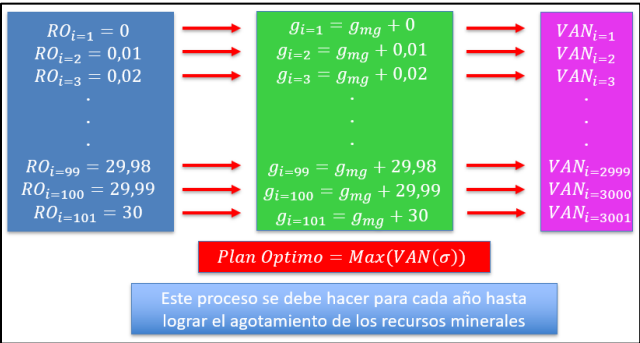 RO_{i=1} = 0 g_{i=1} = g_{mg} + 0 VAN_{i=1}
RO_{i=2} = 0,01 g_{i=2} = g_{mg} + 0,01 VAN_{i=2}
RO_{i=3} = 0,02 g_{i=3} = g_{mg} + 0,02 VAN_{i=3}
. . .
. . .
. . .
RO_{i=99} = 29,98 g_{i=99} = g_{mg} + 29,98 VAN_{i=2999}
RO_{i=100} = 29,99 g_{i=100} = g_{mg} + 29,99 VAN_{i=3000}
RO_{i=101} = 30 g_{i=101} = g_{mg} + 30 VAN_{i=3001}
Plan Optimo = Max(VAN(σ))
Este proceso se debe hacer para cada año hasta
lograr el agotamiento de los recursos minerales